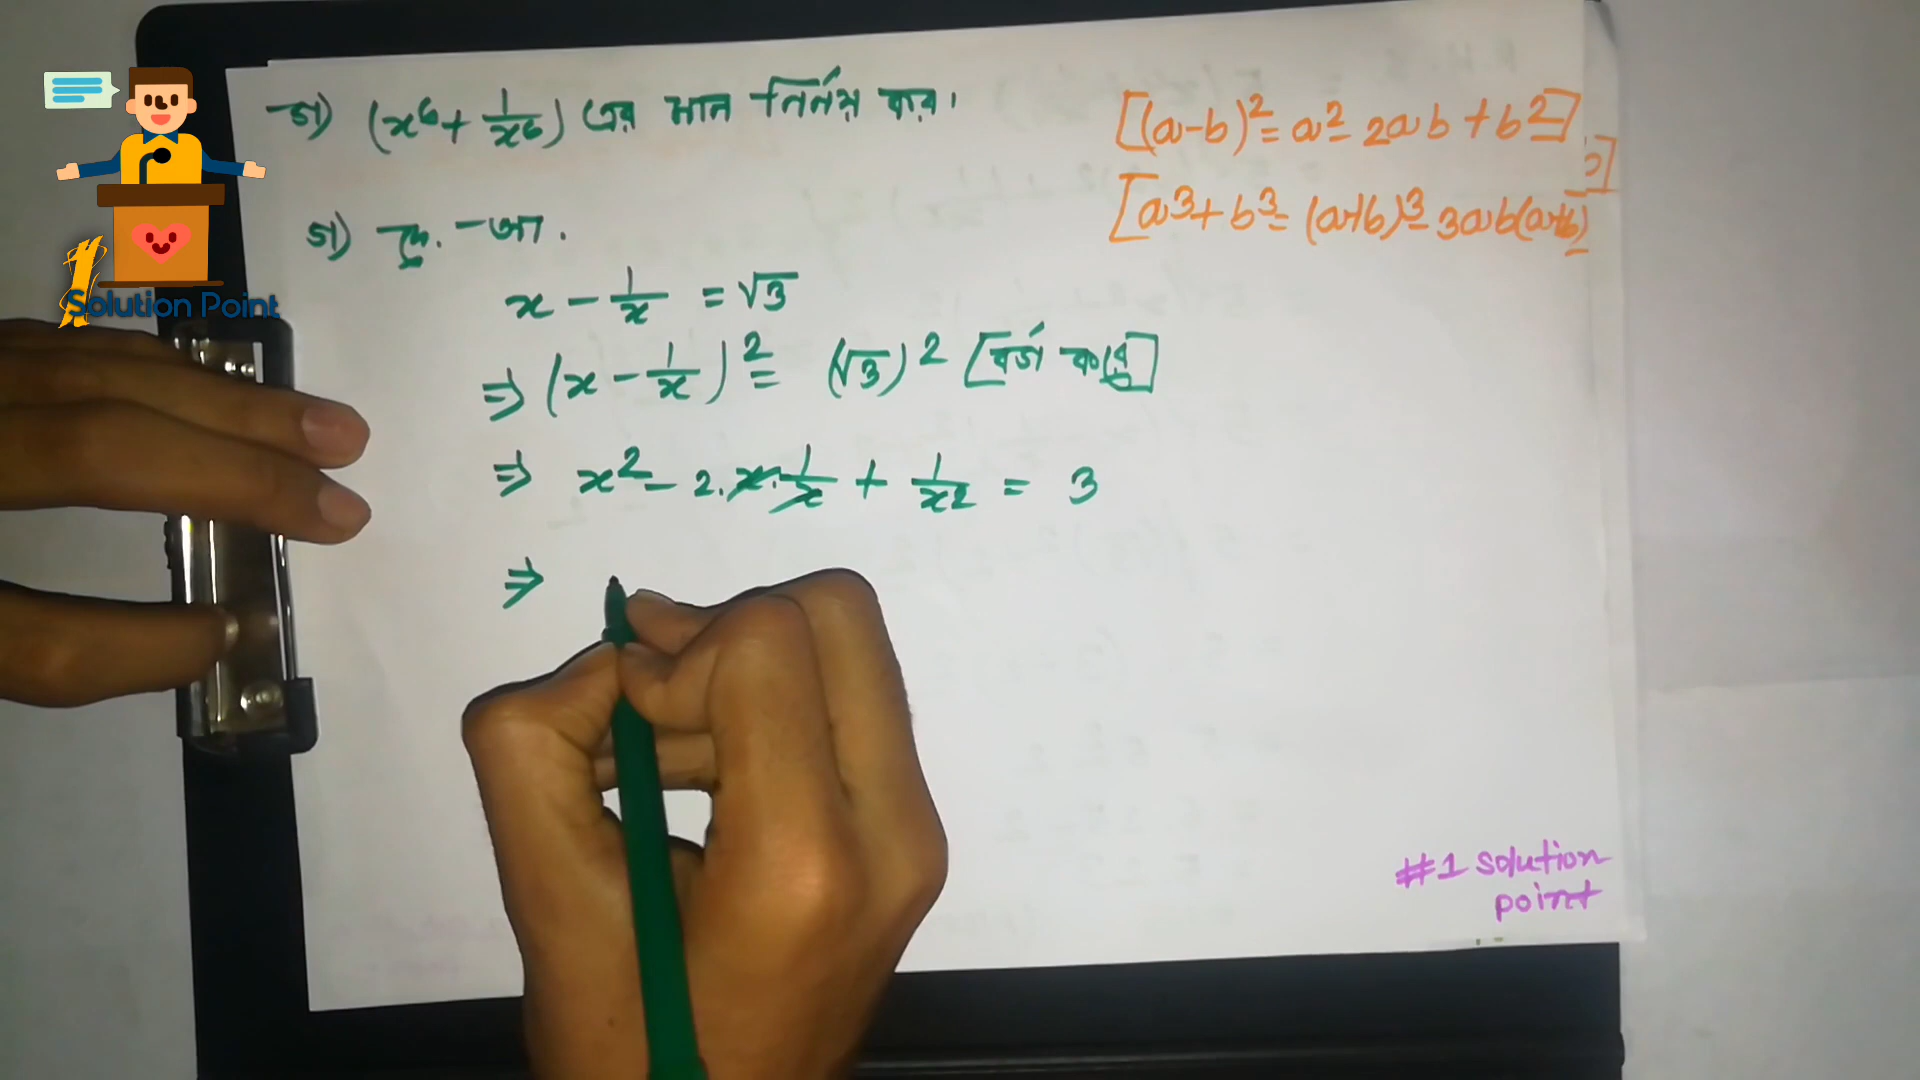 গ) (x⁶ + 1/x⁶) এর মান নির্ণয় কর।
[(a-b)² = a² - 2ab + b²]
[a³ + b³ = (a+b)³ - 3ab(a+b)]
গ) দে. আ.
x - 1/x = √3
⇒ (x - 1/x)² = (√3)² [বর্গ করে]
⇒ x² - 2.x.1/x + 1/x² = 3
⇒
1 Solution Point
#1 solution
point